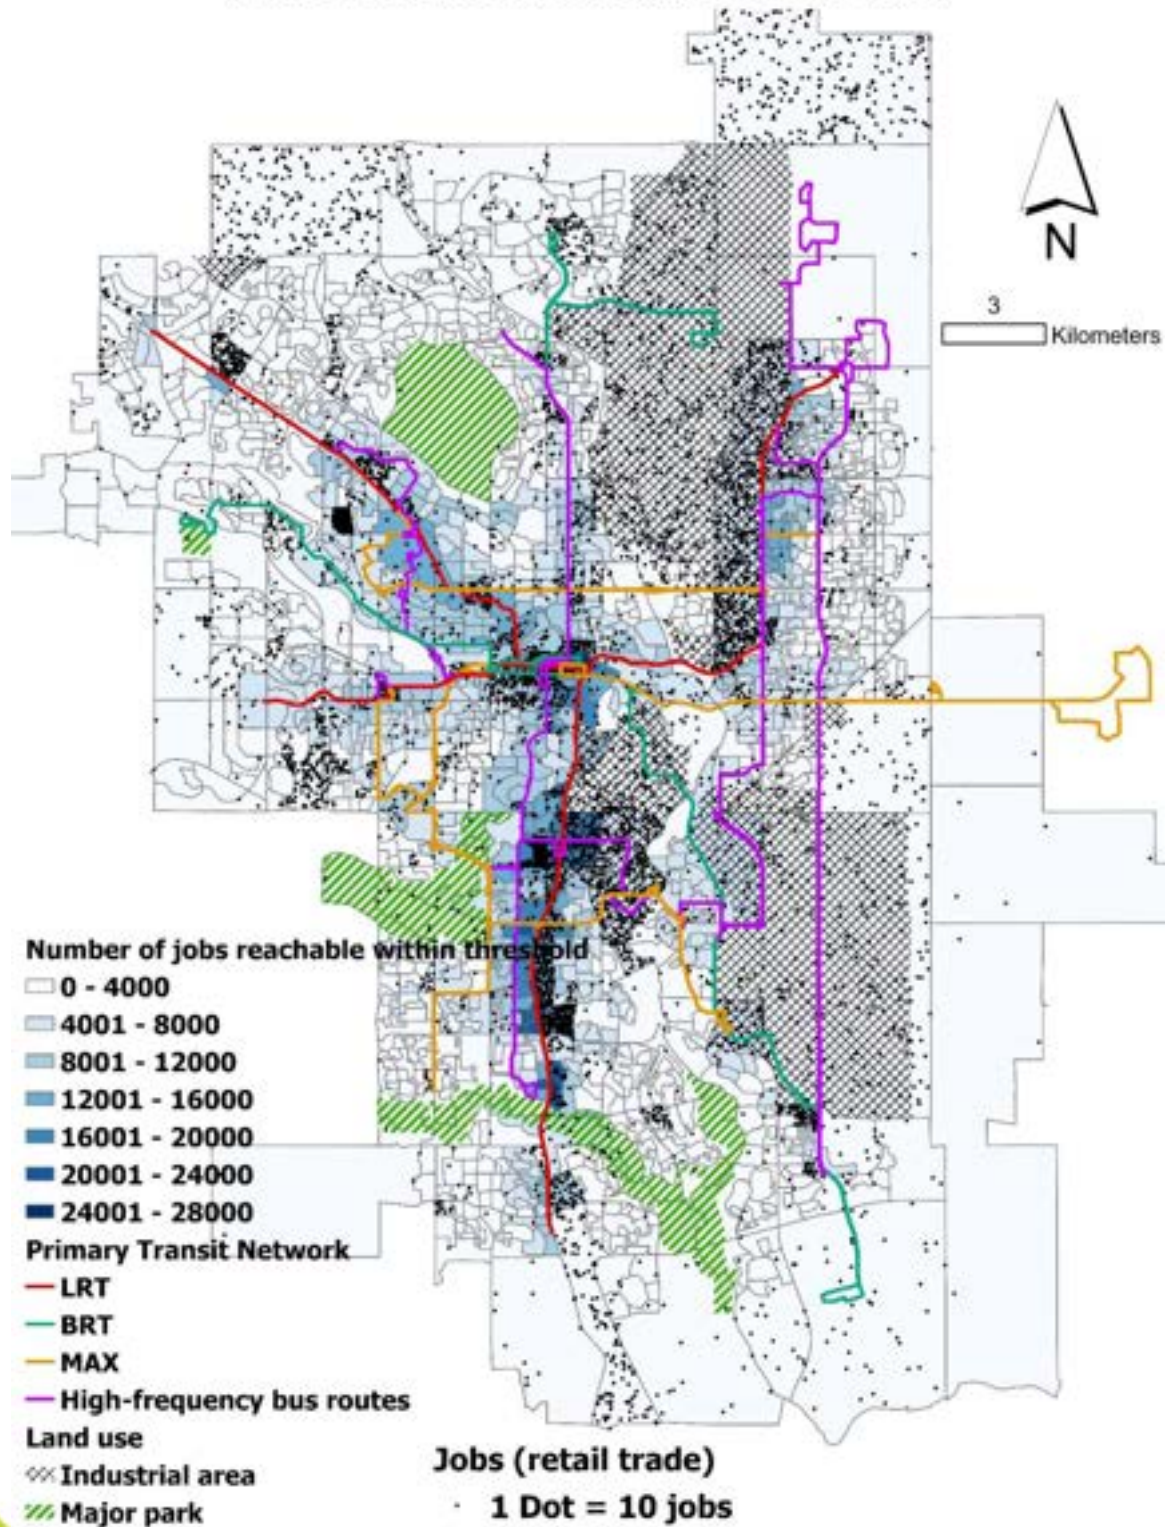 N
3
Kilometers
Number of jobs reachable within threshold
0 - 4000
4001 - 8000
8001 - 12000
12001 - 16000
16001 - 20000
20001 - 24000
24001 - 28000
Primary Transit Network
LRT
BRT
MAX
High-frequency bus routes
Land use
Industrial area
Major park
Jobs (retail trade)
1 Dot = 10 jobs